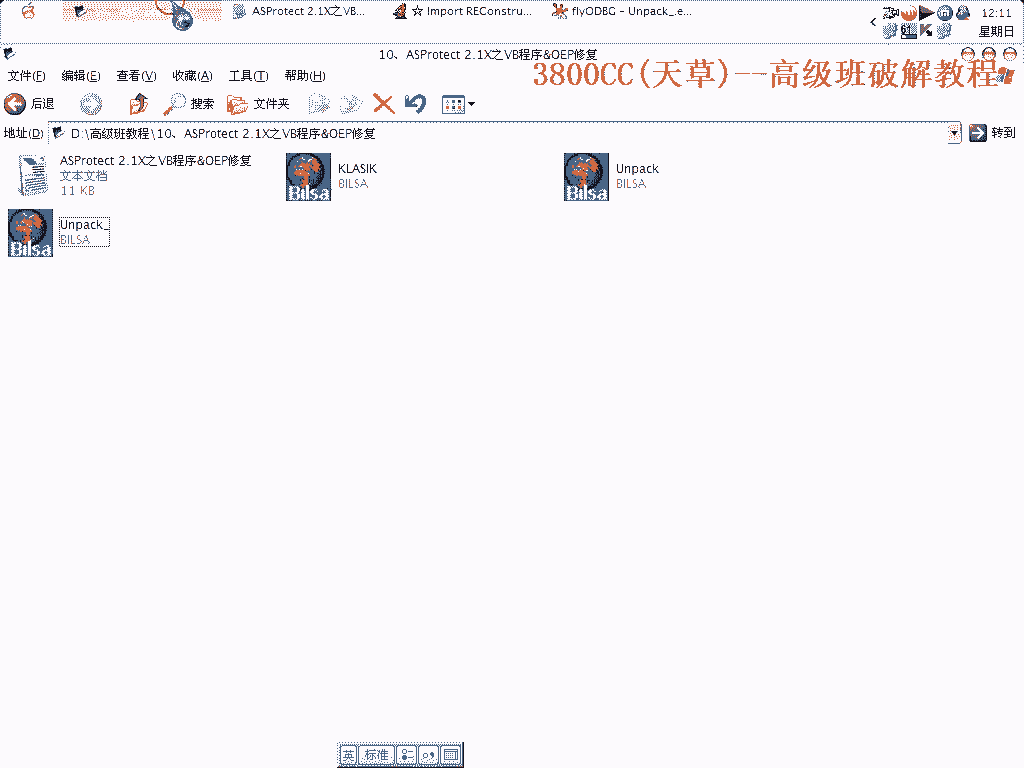 ASProtect 2.1X之VB...
☆ Import REConstru...
flyODBG - Unpack_.e...
12:11
星期日
10、ASProtect 2.1X之VB程序&OEP修复
3800CC(天草)--高级班破解教程
文件(F) 编辑(E) 查看(V) 收藏(A) 工具(T) 帮助(H)
后退 搜索 文件夹
地址(D) D:\高级班教程\10、ASProtect 2.1X之VB程序&OEP修复 转到
ASProtect 2.1X之VB程序&OEP修复
文本文档
11 KB
Bilsa
KLASIK
BILSA
Bilsa
Unpack
BILSA
Bilsa
Unpack_
BILSA
英 标准